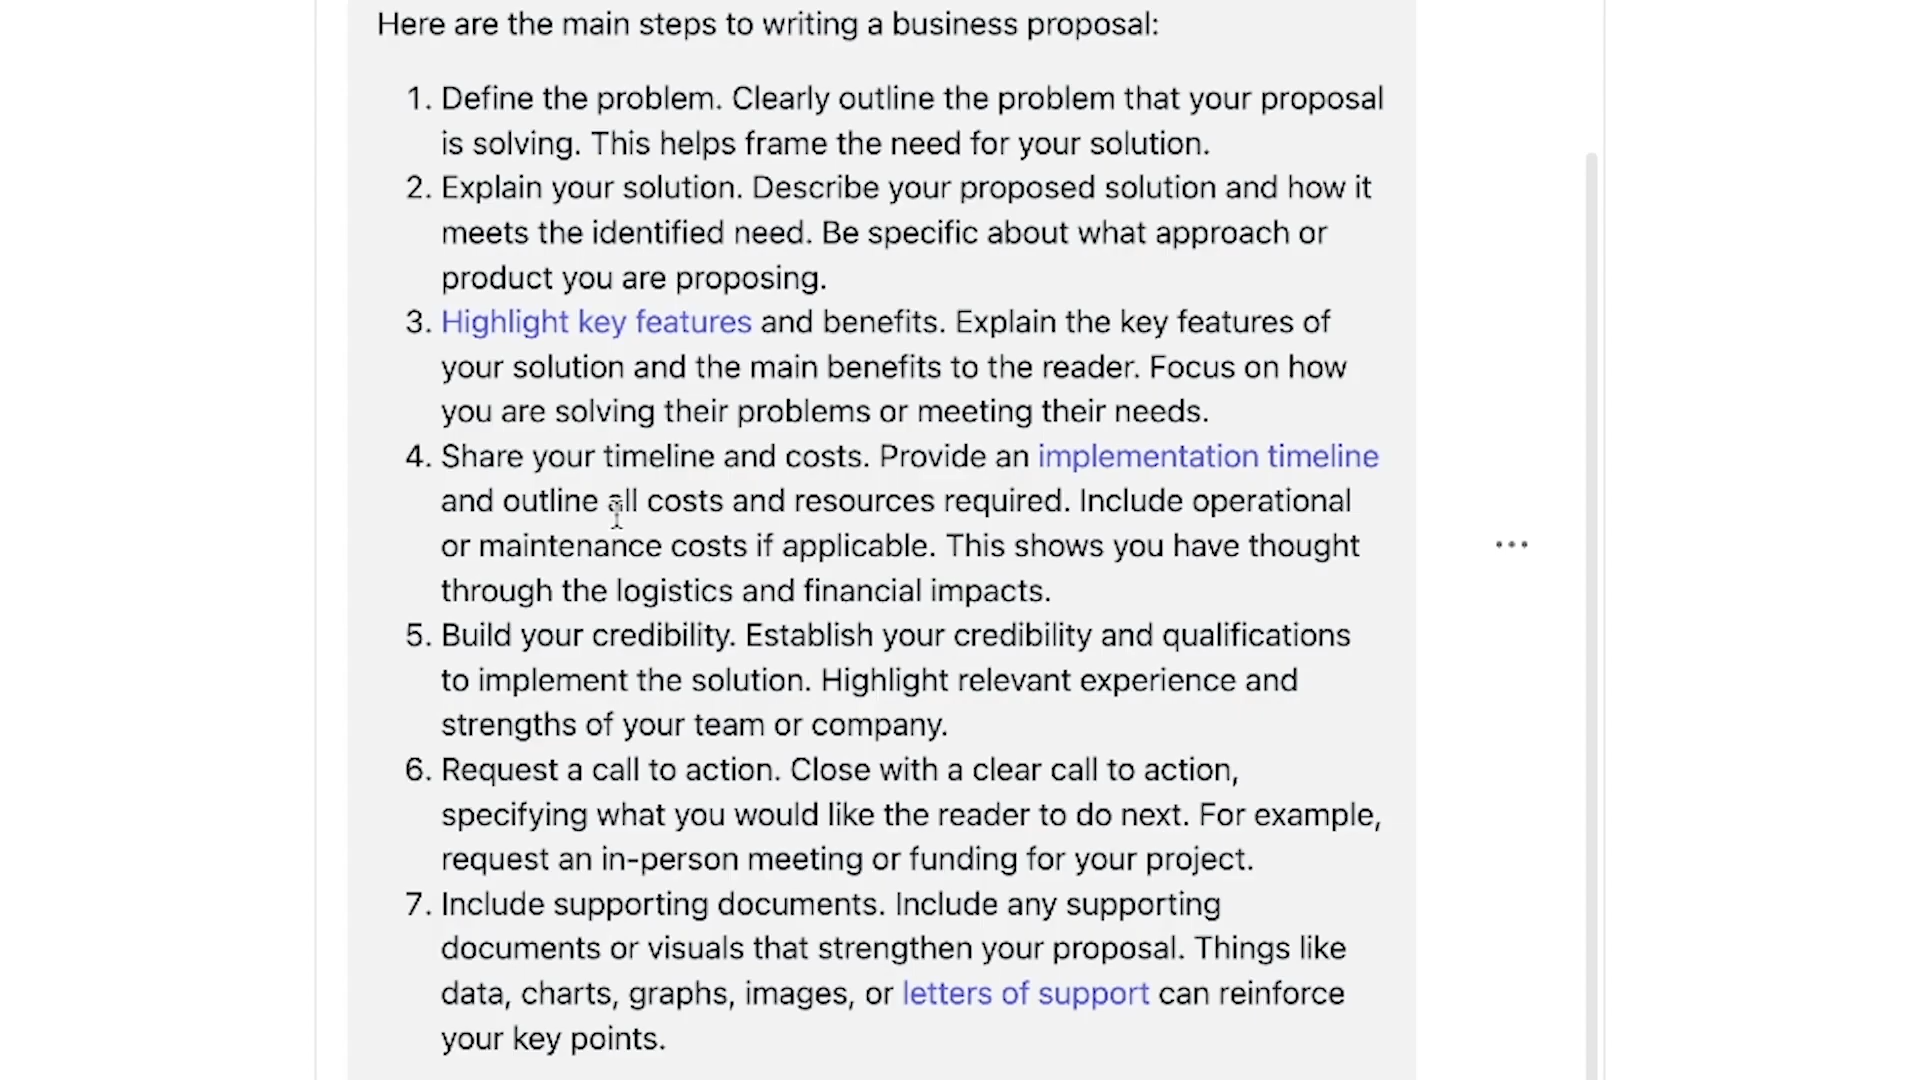 Here are the main steps to writing a business proposal:
1. Define the problem. Clearly outline the problem that your proposal
is solving. This helps frame the need for your solution.
2. Explain your solution. Describe your proposed solution and how it
meets the identified need. Be specific about what approach or
product you are proposing.
3. Highlight key features and benefits. Explain the key features of
your solution and the main benefits to the reader. Focus on how
you are solving their problems or meeting their needs.
4. Share your timeline and costs. Provide an implementation timeline
and outline all costs and resources required. Include operational
or maintenance costs if applicable. This shows you have thought
through the logistics and financial impacts.
5. Build your credibility. Establish your credibility and qualifications
to implement the solution. Highlight relevant experience and
strengths of your team or company.
6. Request a call to action. Close with a clear call to action,
specifying what you would like the reader to do next. For example,
request an in-person meeting or funding for your project.
7. Include supporting documents. Include any supporting
documents or visuals that strengthen your proposal. Things like
data, charts, graphs, images, or letters of support can reinforce
your key points.